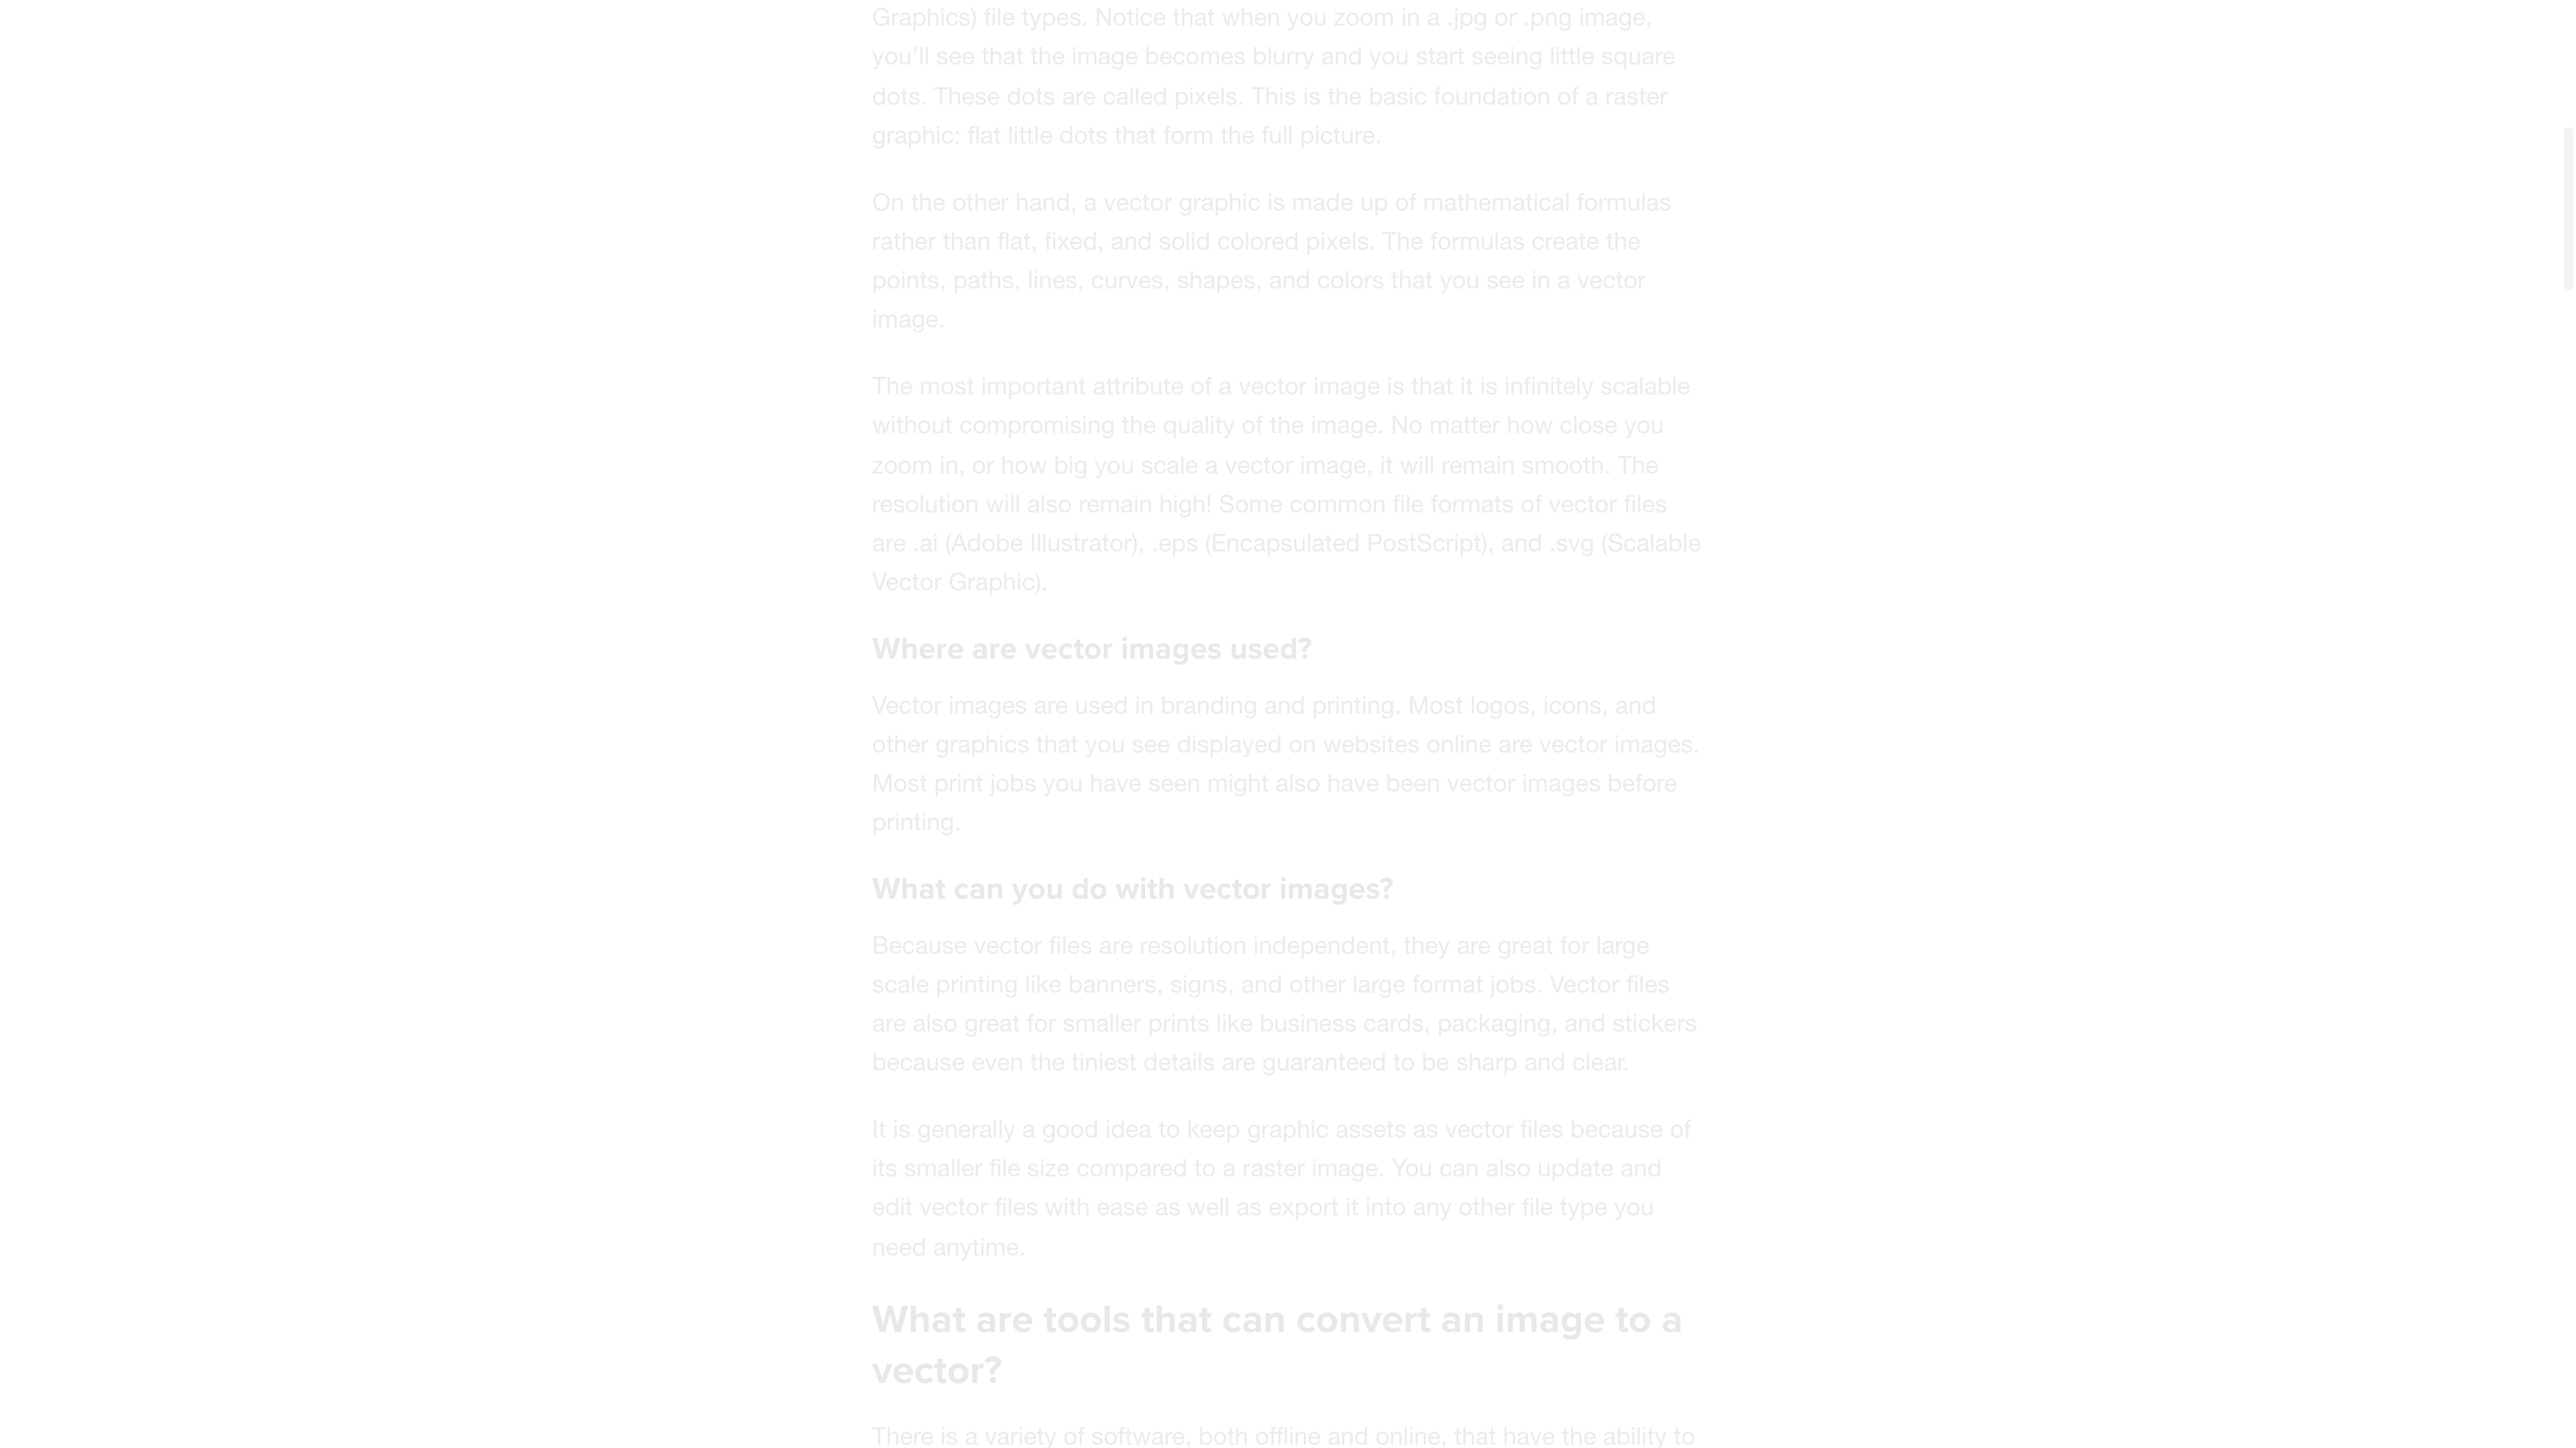 Graphics) file types. Notice that when you zoom in a .jpg or .png image,
you’ll see that the image becomes blurry and you start seeing little square
dots. These dots are called pixels. This is the basic foundation of a raster
graphic: flat little dots that form the full picture.
On the other hand, a vector graphic is made up of mathematical formulas
rather than flat, fixed, and solid colored pixels. The formulas create the
points, paths, lines, curves, shapes, and colors that you see in a vector
image.
The most important attribute of a vector image is that it is infinitely scalable
without compromising the quality of the image. No matter how close you
zoom in, or how big you scale a vector image, it will remain smooth. The
resolution will also remain high! Some common file formats of vector files
are .ai (Adobe Illustrator), .eps (Encapsulated PostScript), and .svg (Scalable
Vector Graphic).
Where are vector images used?
Vector images are used in branding and printing. Most logos, icons, and
other graphics that you see displayed on websites online are vector images.
Most print jobs you have seen might also have been vector images before
printing.
What can you do with vector images?
Because vector files are resolution independent, they are great for large
scale printing like banners, signs, and other large format jobs. Vector files
are also great for smaller prints like business cards, packaging, and stickers
because even the tiniest details are guaranteed to be sharp and clear.
It is generally a good idea to keep graphic assets as vector files because of
its smaller file size compared to a raster image. You can also update and
edit vector files with ease as well as export it into any other file type you
need anytime.
What are tools that can convert an image to a
vector?
There is a variety of software, both offline and online, that have the ability to